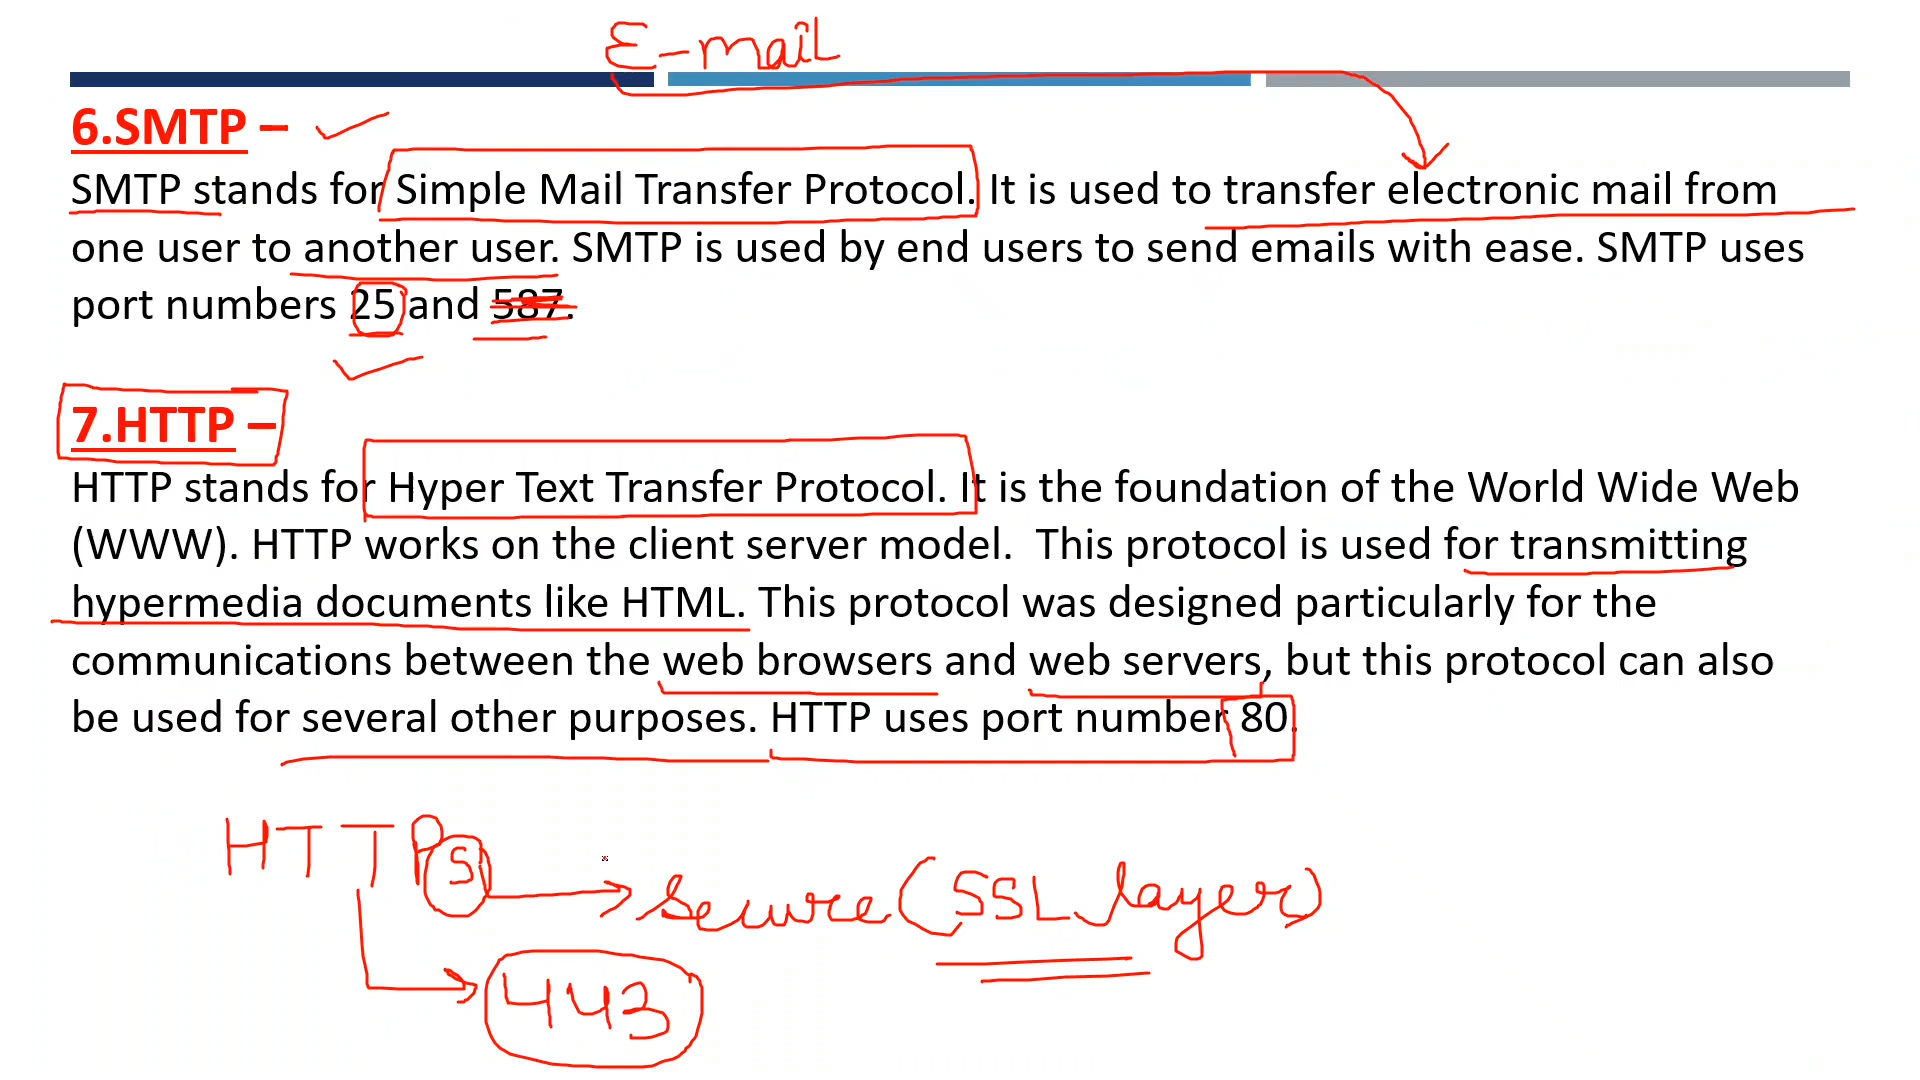 E-mail
6.SMTP –
SMTP stands for Simple Mail Transfer Protocol. It is used to transfer electronic mail from
one user to another user. SMTP is used by end users to send emails with ease. SMTP uses
port numbers 25 and 587.
7.HTTP –
HTTP stands for Hyper Text Transfer Protocol. It is the foundation of the World Wide Web
(WWW). HTTP works on the client server model.  This protocol is used for transmitting
hypermedia documents like HTML. This protocol was designed particularly for the
communications between the web browsers and web servers, but this protocol can also
be used for several other purposes. HTTP uses port number 80.
HTTPS secure (SSL layer)
443